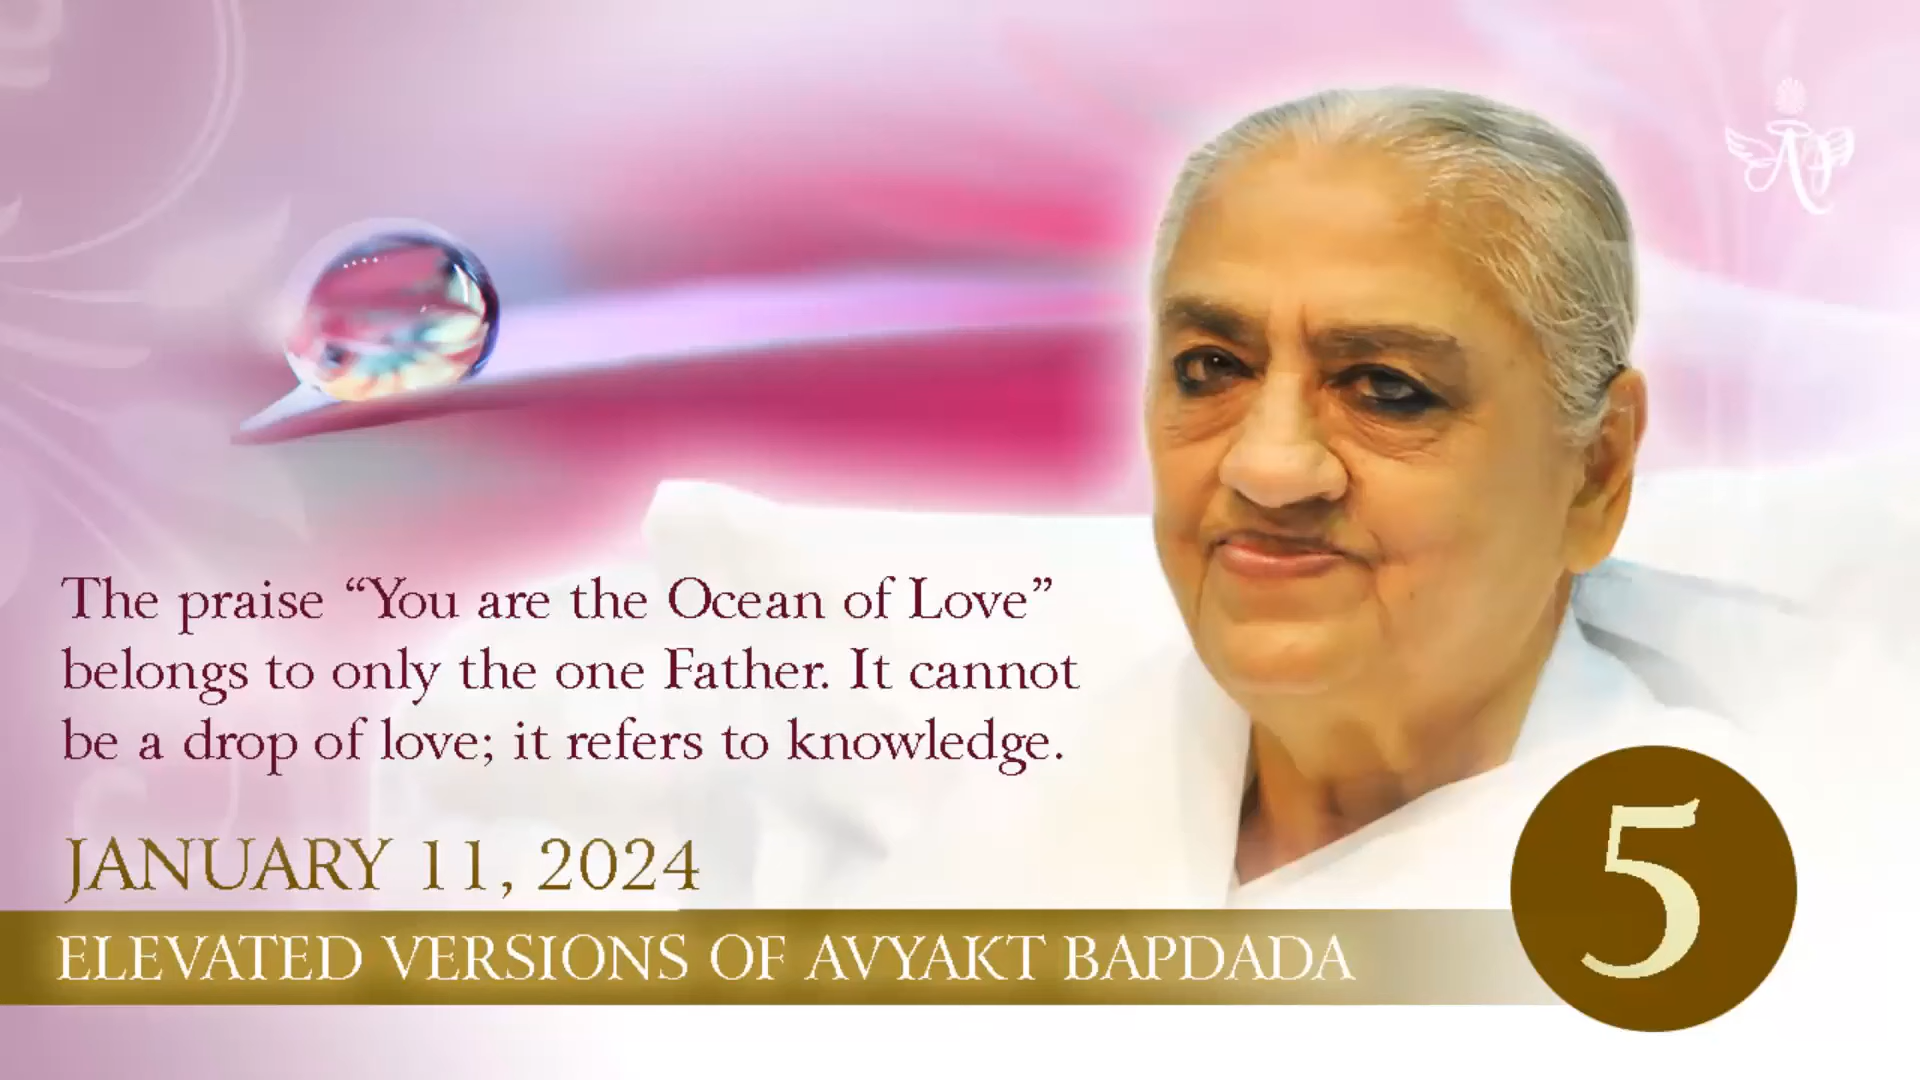 The praise “You are the Ocean of Love”
belongs to only the one Father. It cannot
be a drop of love; it refers to knowledge.
JANUARY 11, 2024
ELEVATED VERSIONS OF AVYAKT BAPDADA
5